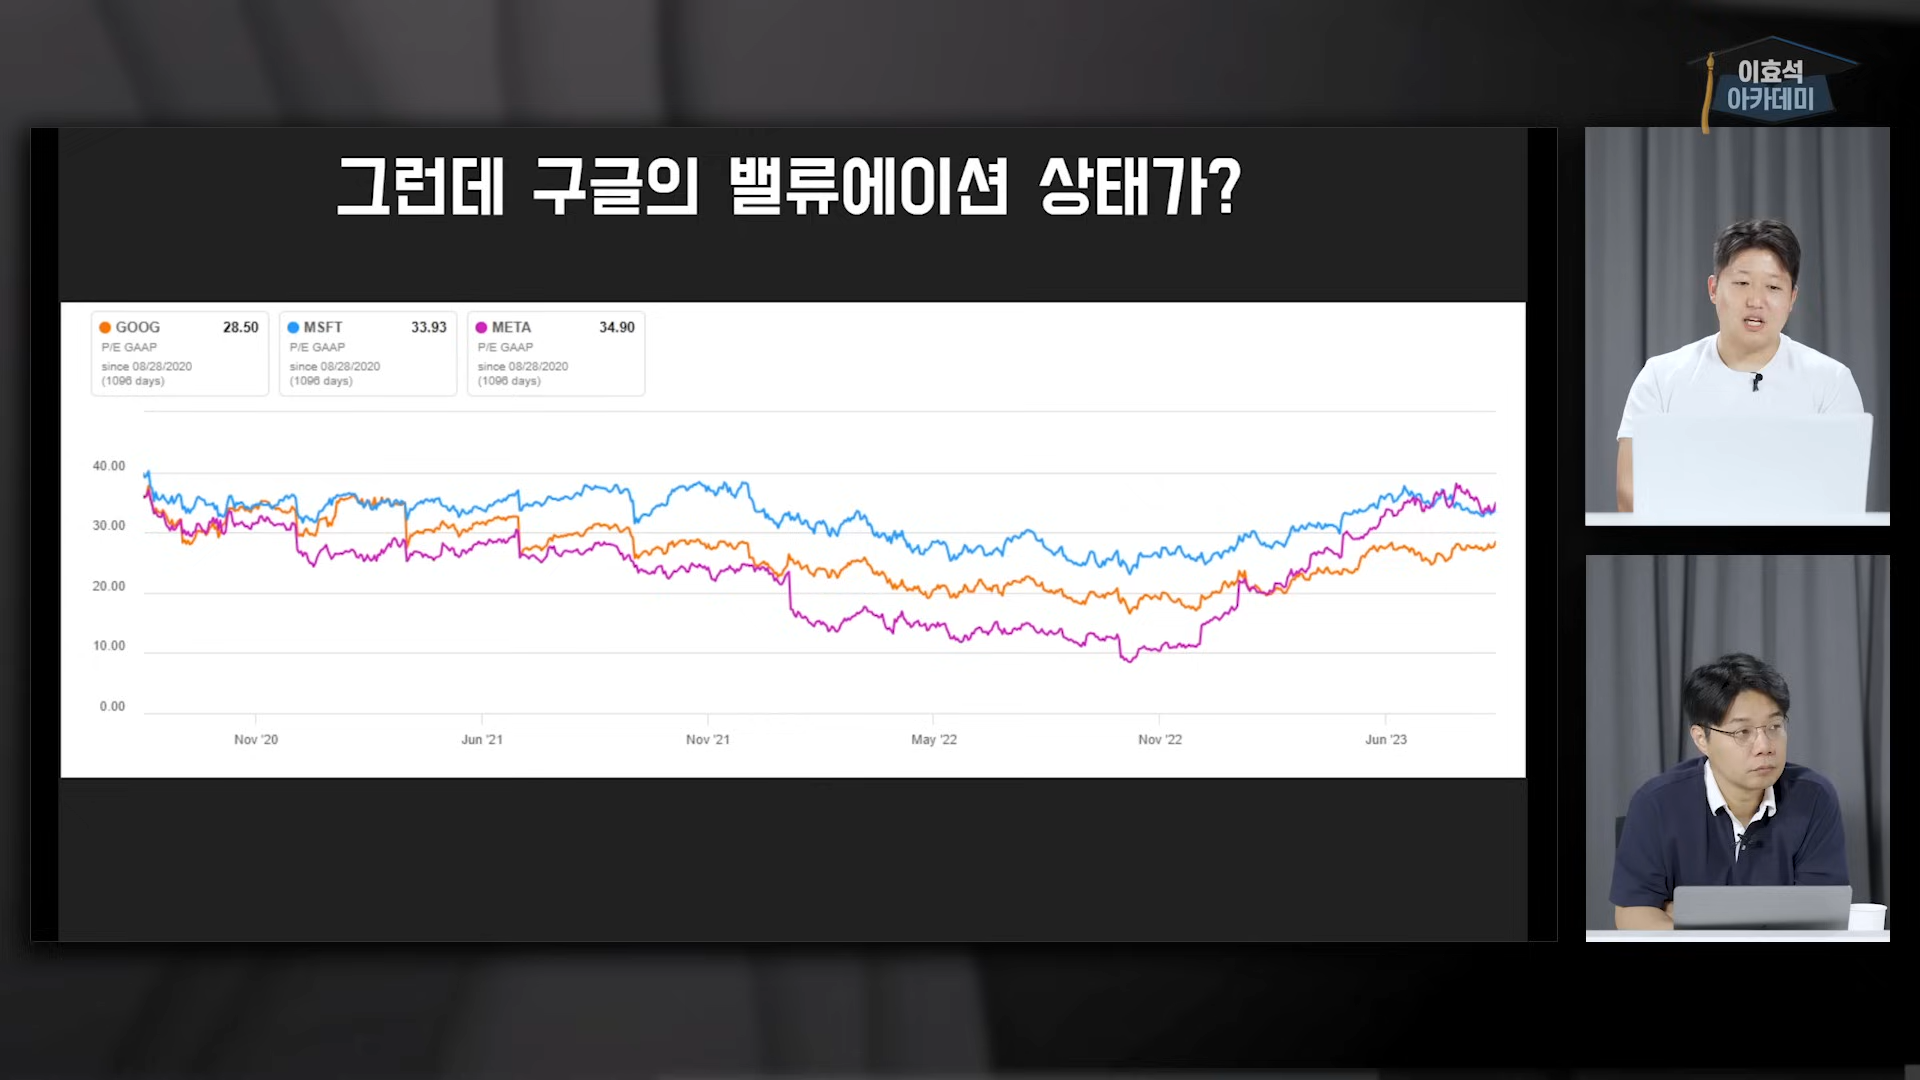 이효석
아카데미
그런데 구글의 밸류에이션 상태가?
GOOG 28.50
P/E GAAP
since 08/28/2020
(1096 days)
MSFT 33.93
P/E GAAP
since 08/28/2020
(1096 days)
META 34.90
P/E GAAP
since 08/28/2020
(1096 days)
40.00
30.00
20.00
10.00
0.00
Nov '20
Jun '21
Nov '21
May '22
Nov '22
Jun '23